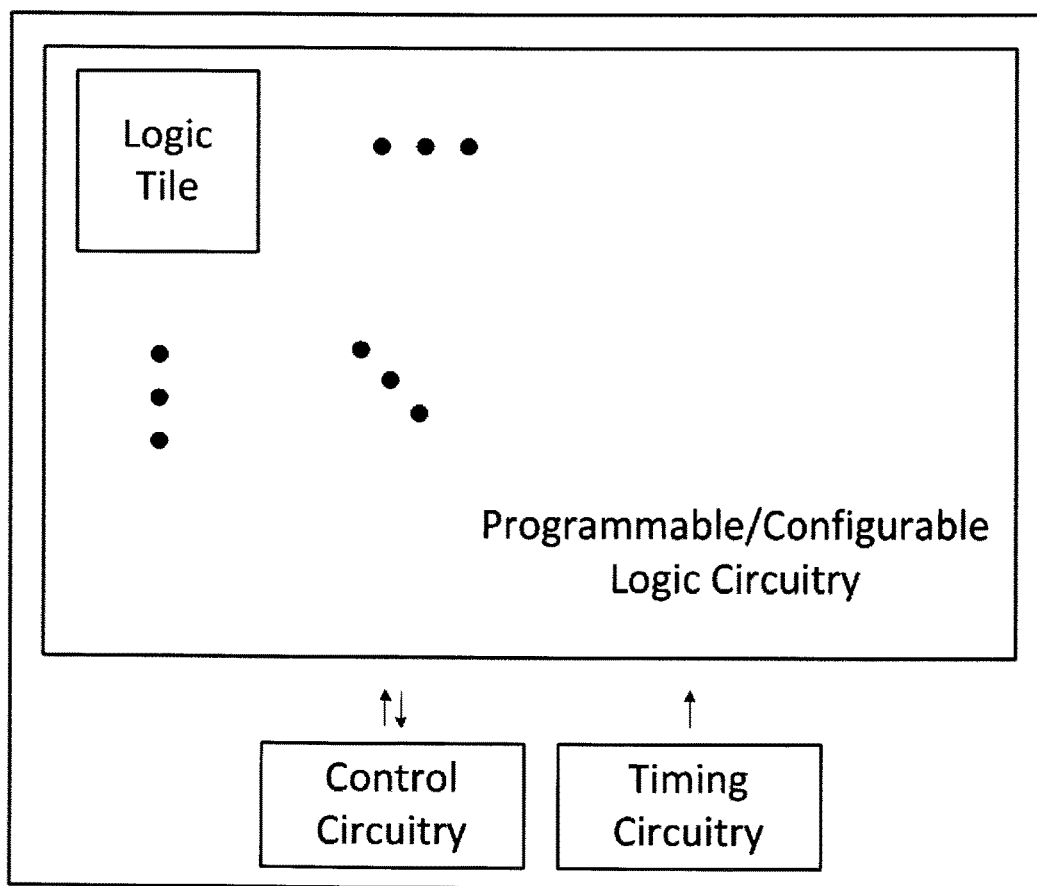 Logic
Tile
Programmable/Configurable
Logic Circuitry
Control
Circuitry
Timing
Circuitry